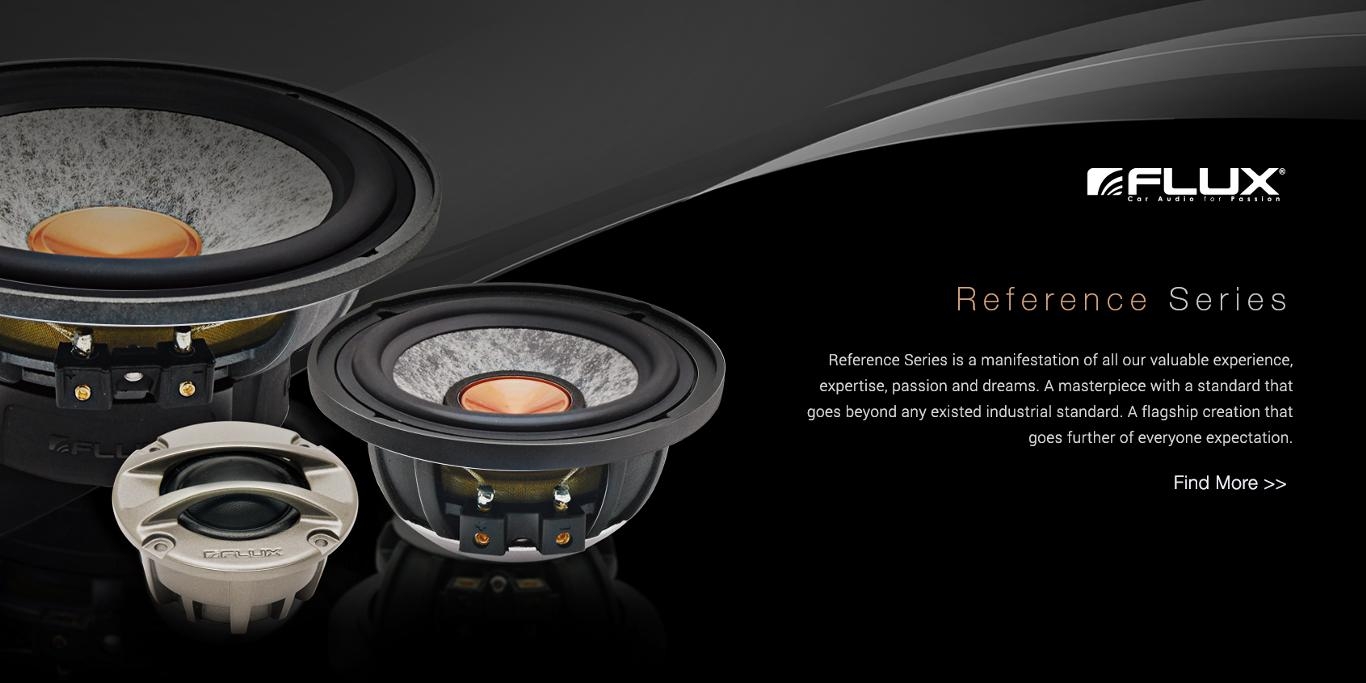 FLUX®
Car Audio for Passion
Reference Series
Reference Series is a manifestation of all our valuable experience,
expertise, passion and dreams. A masterpiece with a standard that
goes beyond any existed industrial standard. A flagship creation that
goes further of everyone expectation.
Find More >>
FLUX
FLUX